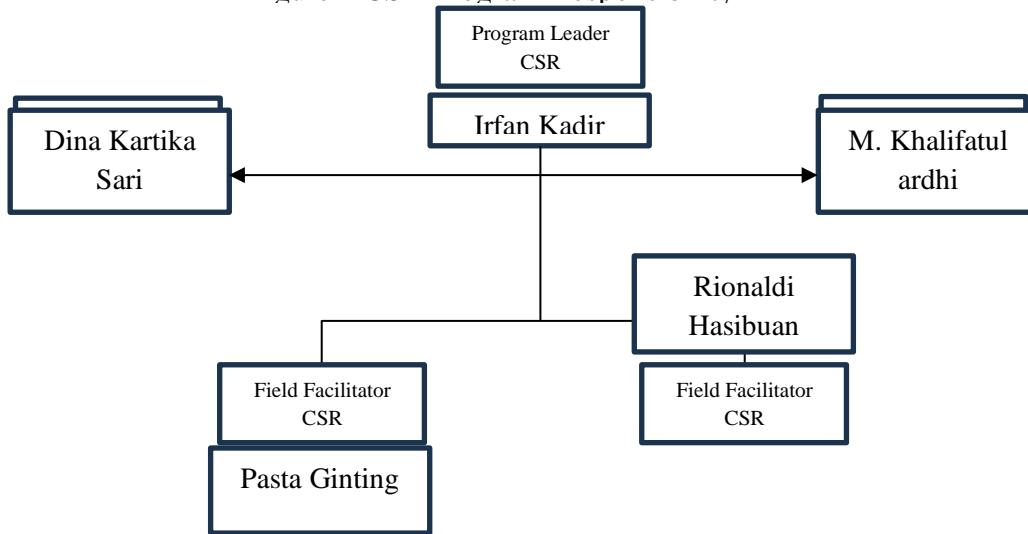 Program Leader
CSR
Irfan Kadir
Dina Kartika
Sari
M. Khalifatul
ardhi
Rionaldi
Hasibuan
Field Facilitator
CSR
Field Facilitator
CSR
Pasta Ginting